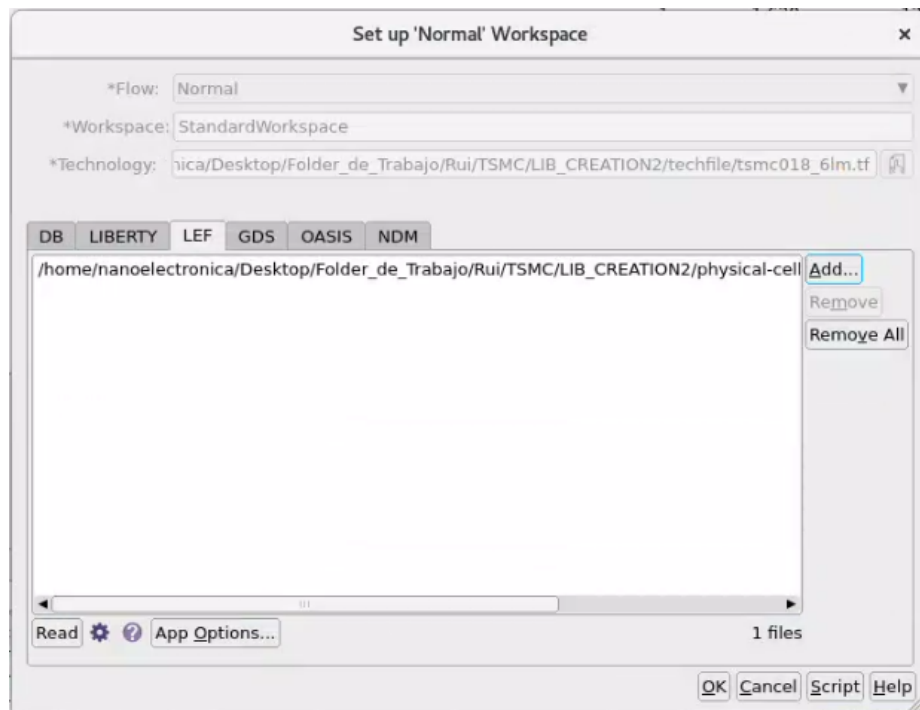 Set up 'Normal' Workspace
*Flow: Normal
*Workspace: StandardWorkspace
*Technology: nica/Desktop/Folder_de_Trabajo/Rui/TSMC/LIB_CREATION2/techfile/tsmc018_6lm.tf
DB LIBERTY LEF GDS OASIS NDM
/home/nanoelectronica/Desktop/Folder_de_Trabajo/Rui/TSMC/LIB_CREATION2/physical-cell Add...
Remove
Remove All
Read App Options... 1 files
OK Cancel Script Help